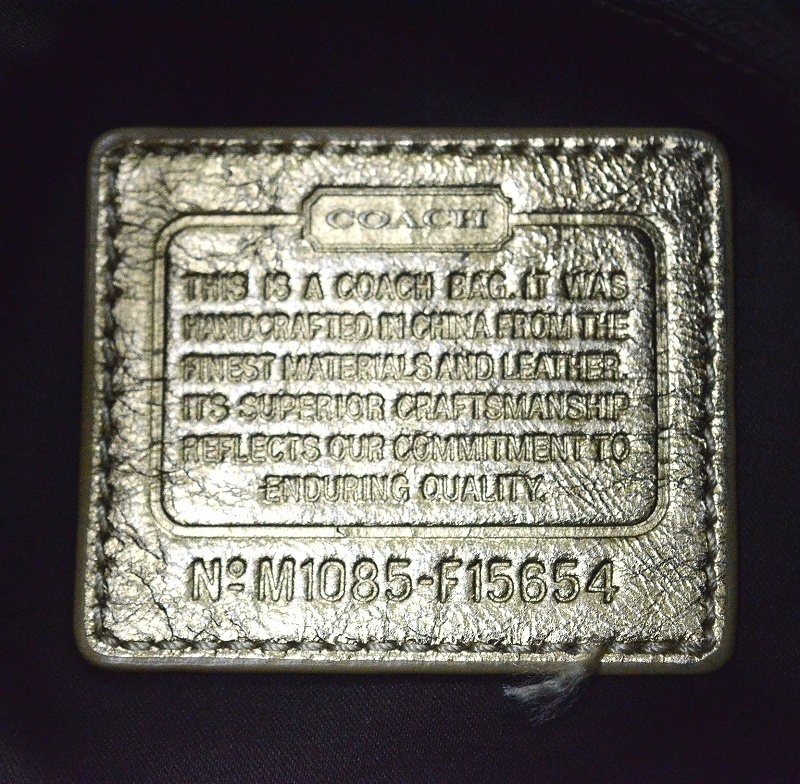 COACH
THIS IS A COACH BAG. IT WAS
HANDCRAFTED IN CHINA FROM THE
FINEST MATERIALS AND LEATHER.
ITS SUPERIOR CRAFTSMANSHIP
REFLECTS OUR COMMITMENT TO
ENDURING QUALITY.
Nº M1085-F15654